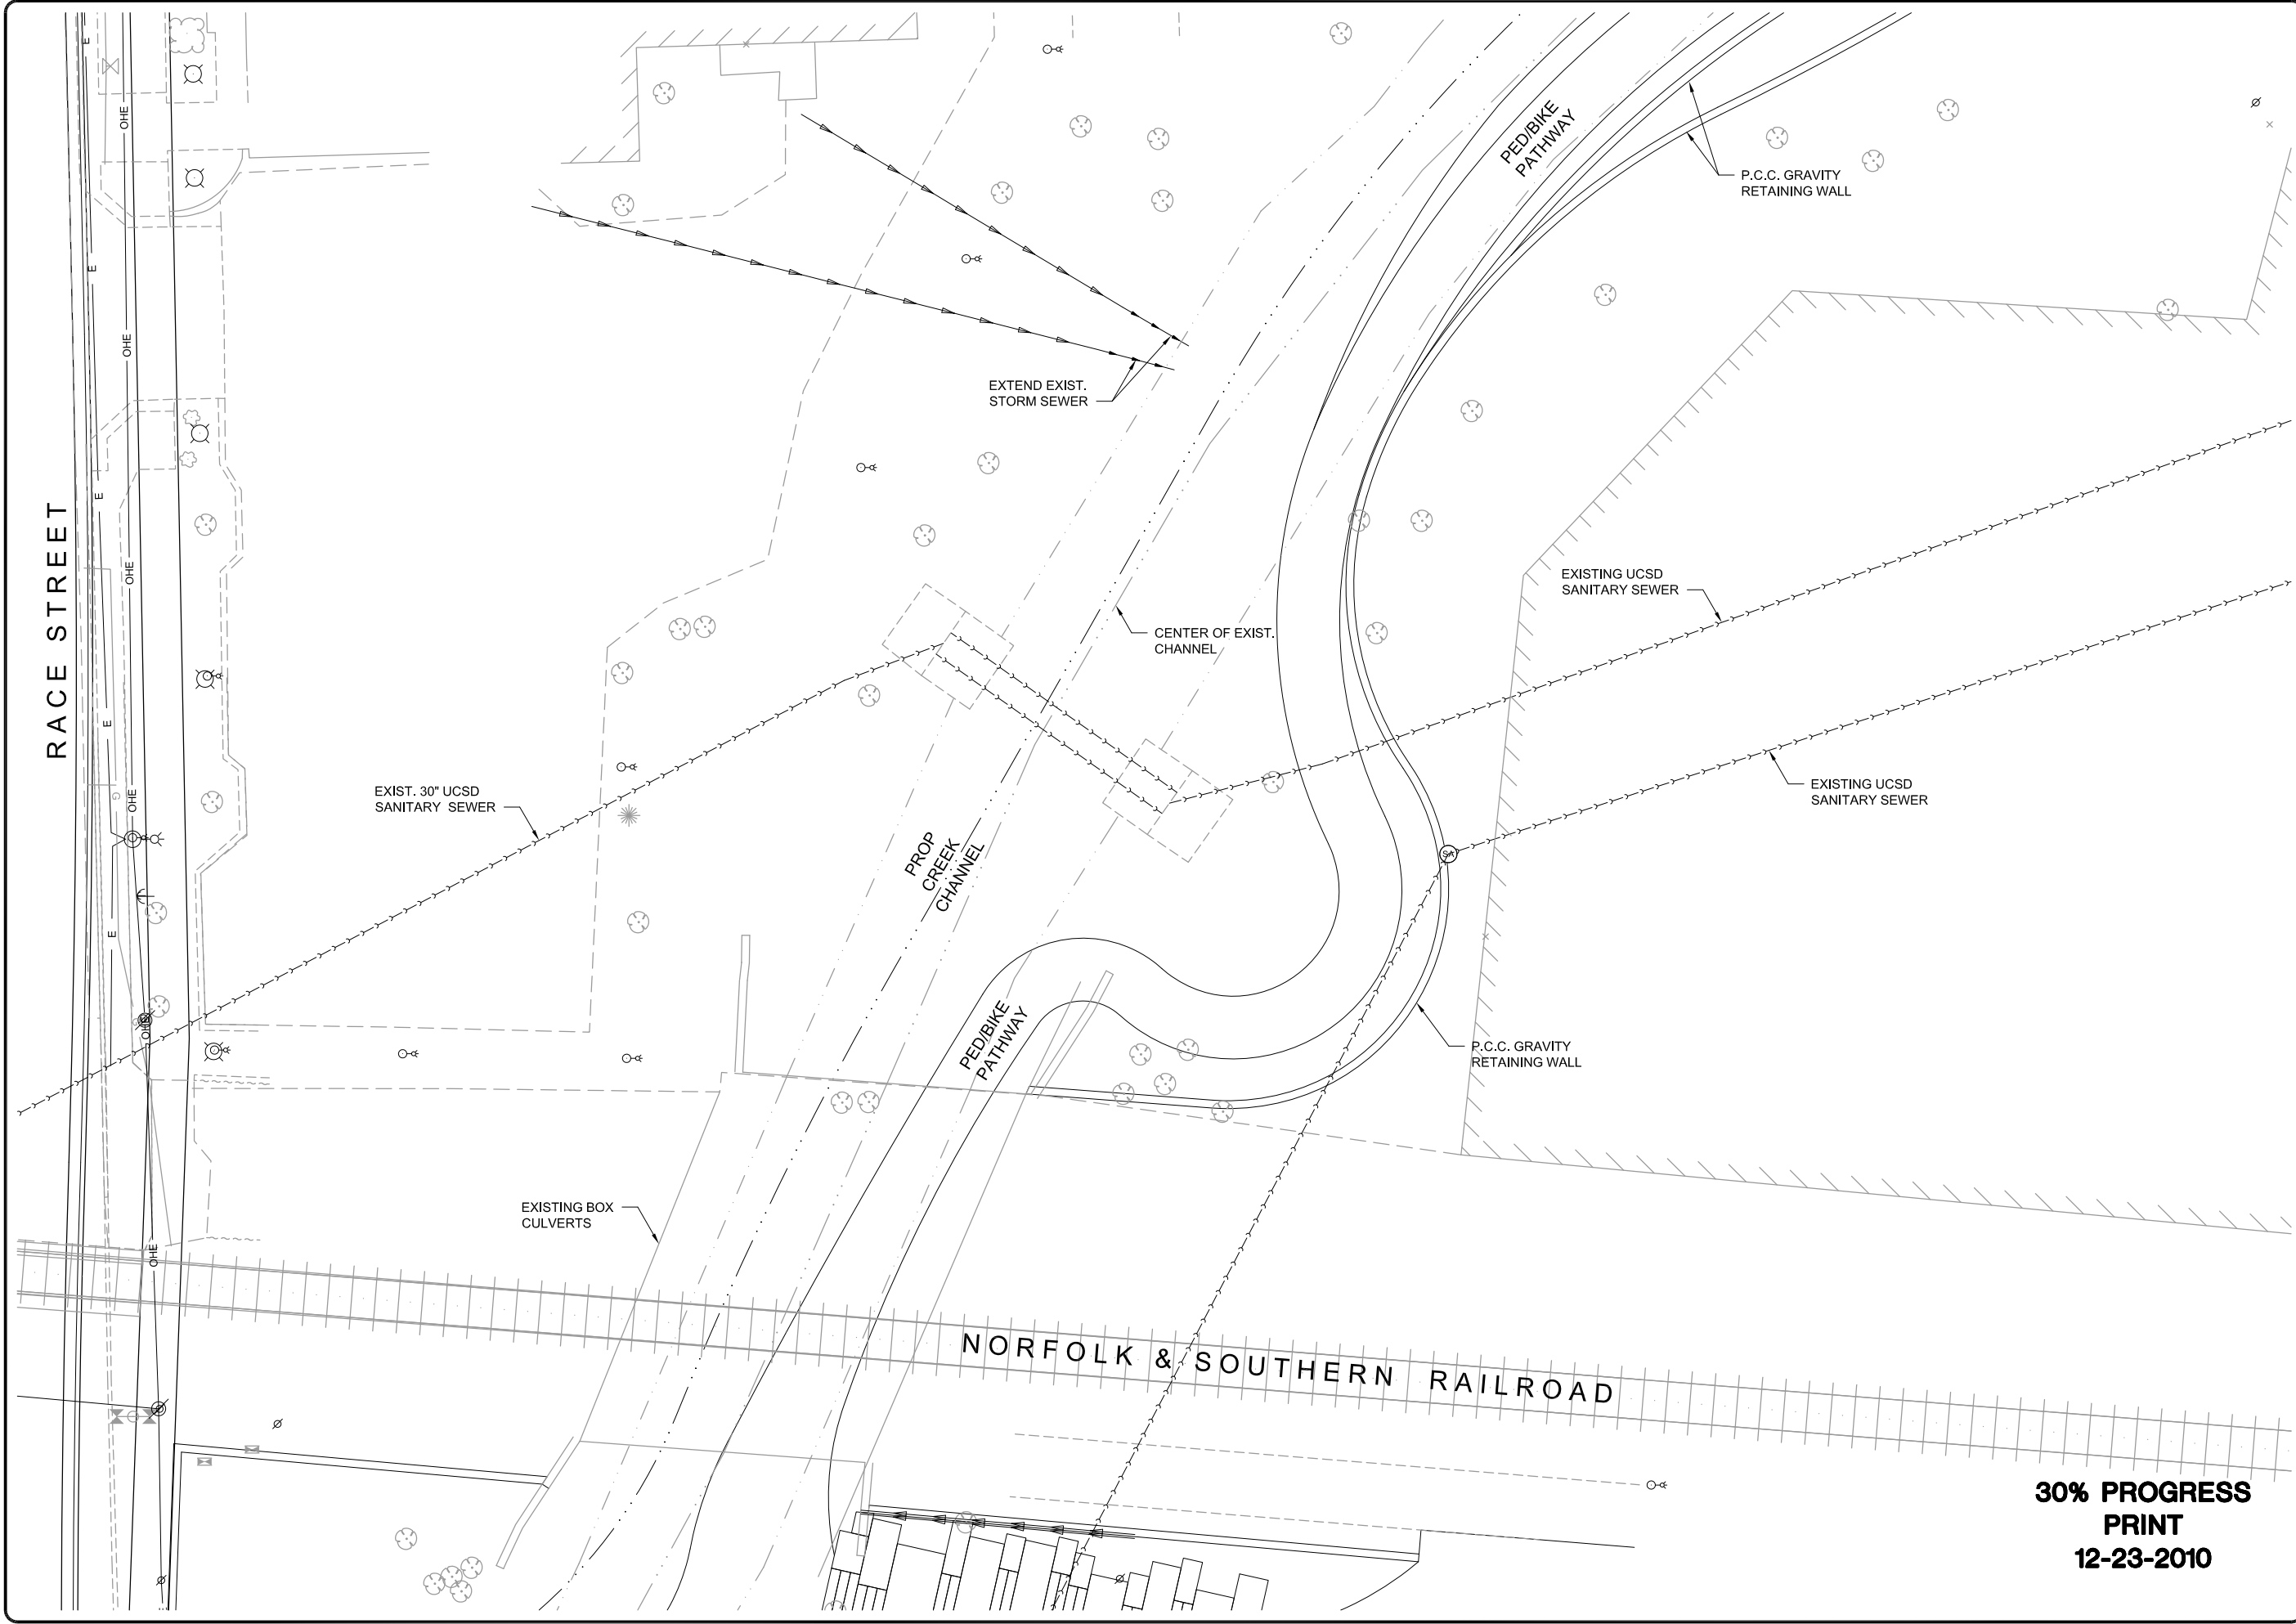 E
OHE
PED/BIKE
PATHWAY
P.C.C. GRAVITY
RETAINING WALL
E
OHE
EXTEND EXIST.
STORM SEWER
E
RACE STREET
OHE
EXISTING UCSD
SANITARY SEWER
CENTER OF EXIST.
CHANNEL
E
EXIST. 30" UCSD
SANITARY SEWER
G
OHE
EXISTING UCSD
SANITARY SEWER
PROP
CREEK
CHANNEL
SA
E
G
OHE
PED/BIKE
PATHWAY
P.C.C. GRAVITY
RETAINING WALL
EXISTING BOX
CULVERTS
OHE
NORFOLK & SOUTHERN RAILROAD
30% PROGRESS
PRINT
12-23-2010